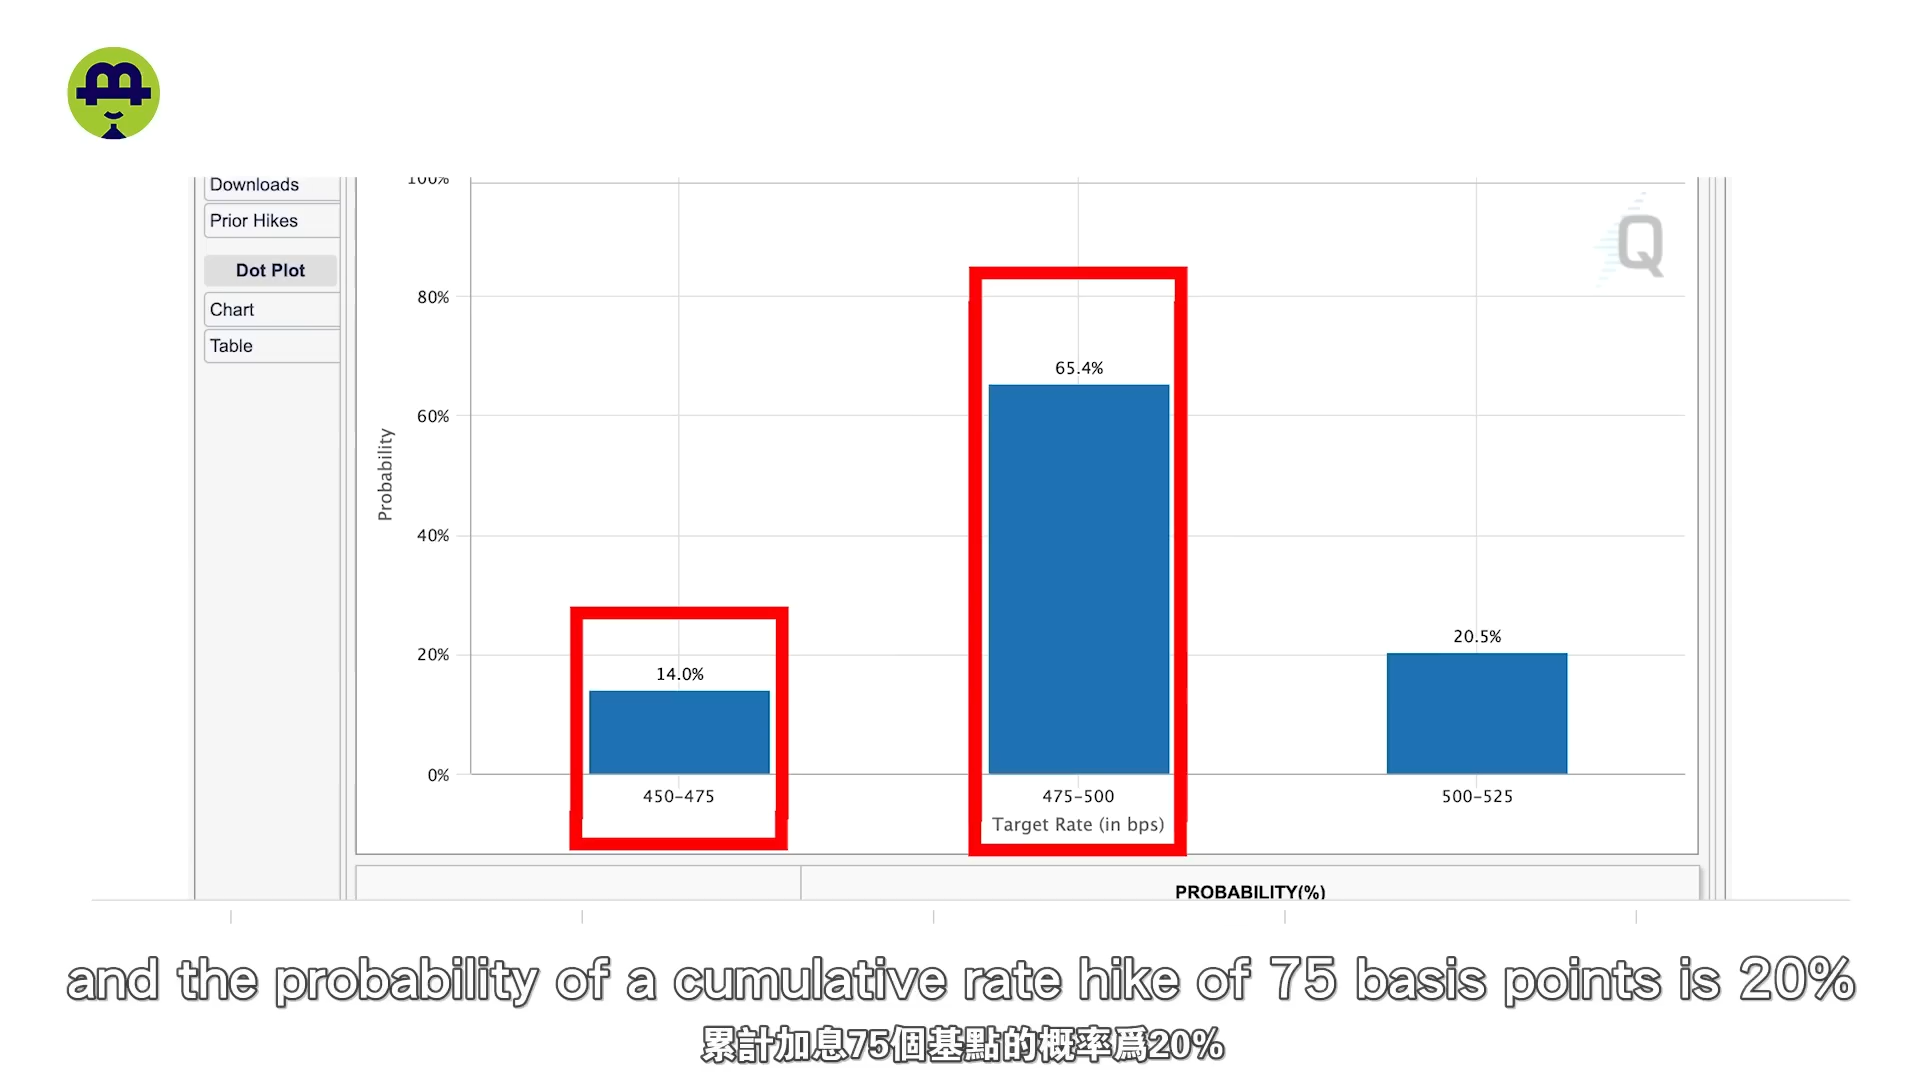 Downloads
Prior Hikes
Dot Plot
Chart
Table
100%
80%
60%
40%
20%
0%
Probability
Q
14.0%
65.4%
20.5%
450-475
475-500
500-525
Target Rate (in bps)
PROBABILITY(%)
and the probability of a cumulative rate hike of 75 basis points is 20%
累計加息75個基點的概率爲20%